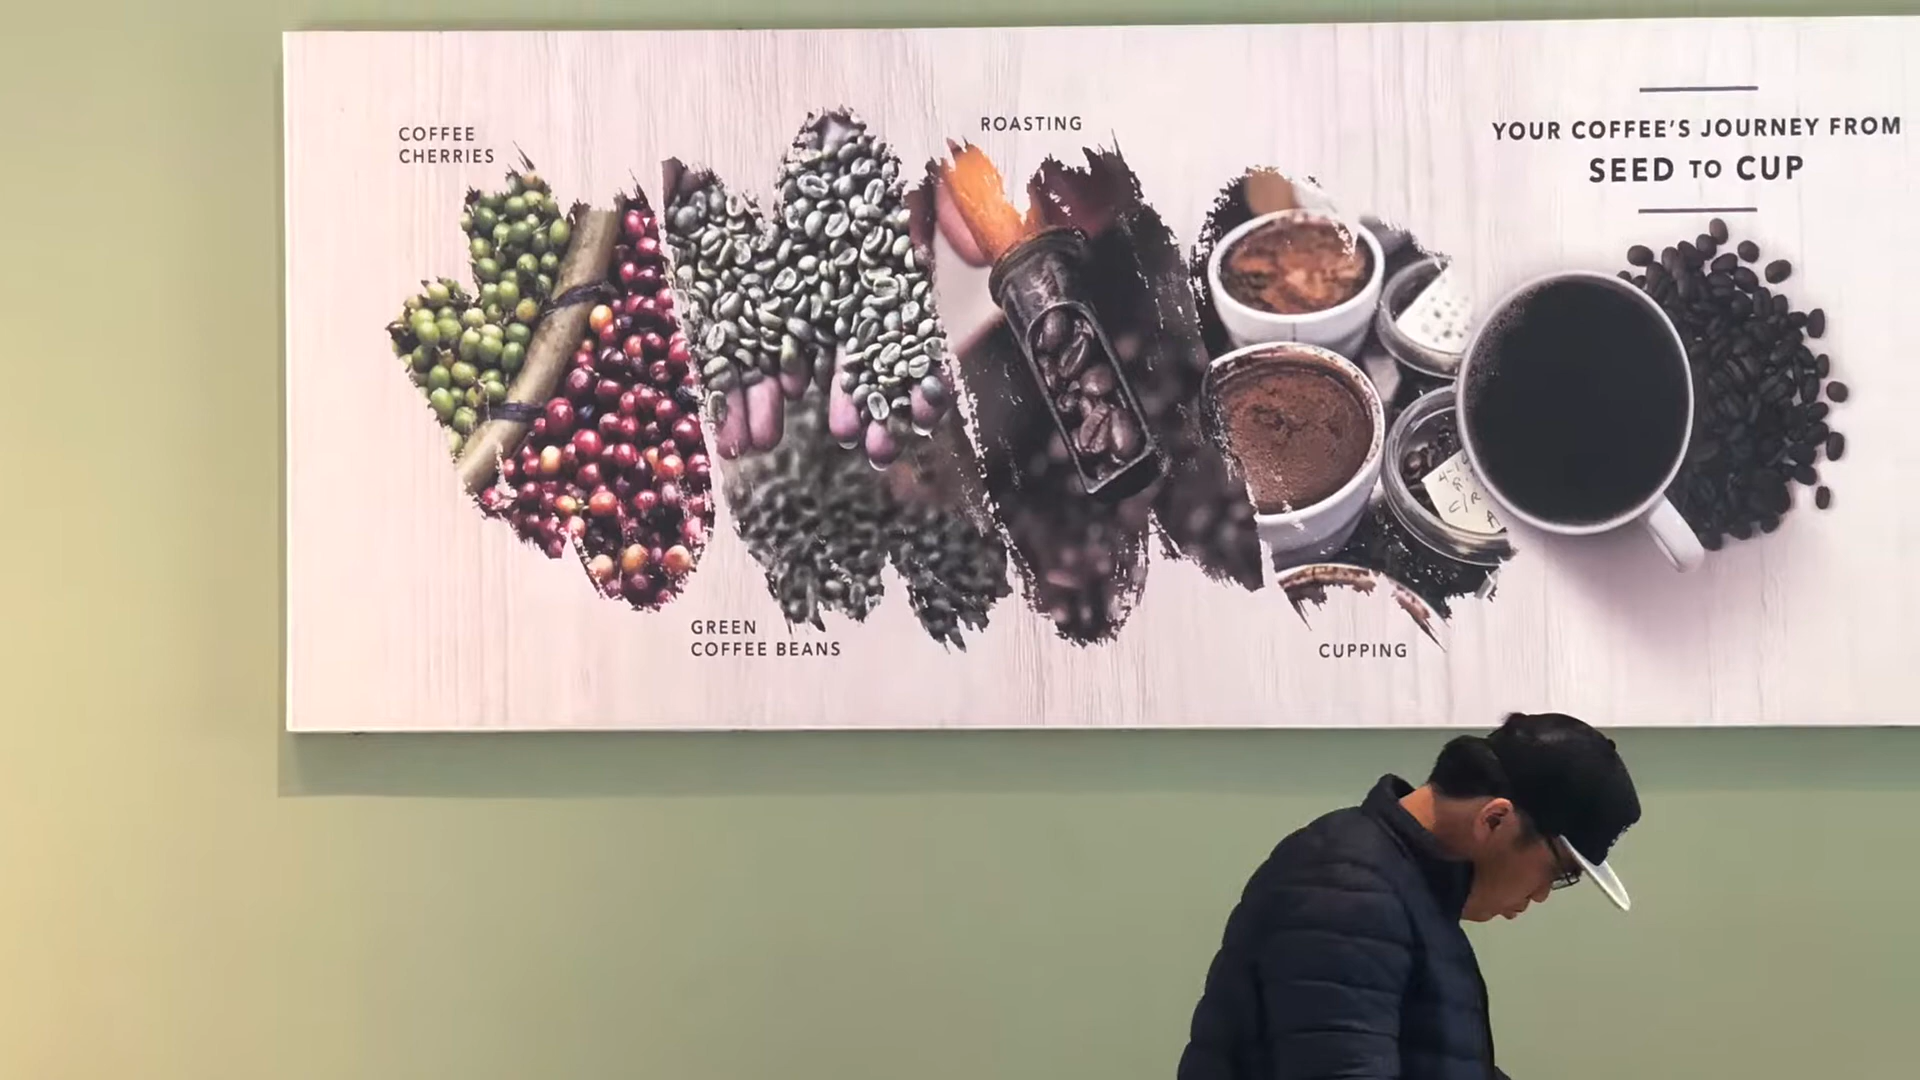 COFFEE
CHERRIES
ROASTING
YOUR COFFEE'S JOURNEY FROM
SEED TO CUP
GREEN
COFFEE BEANS
CUPPING